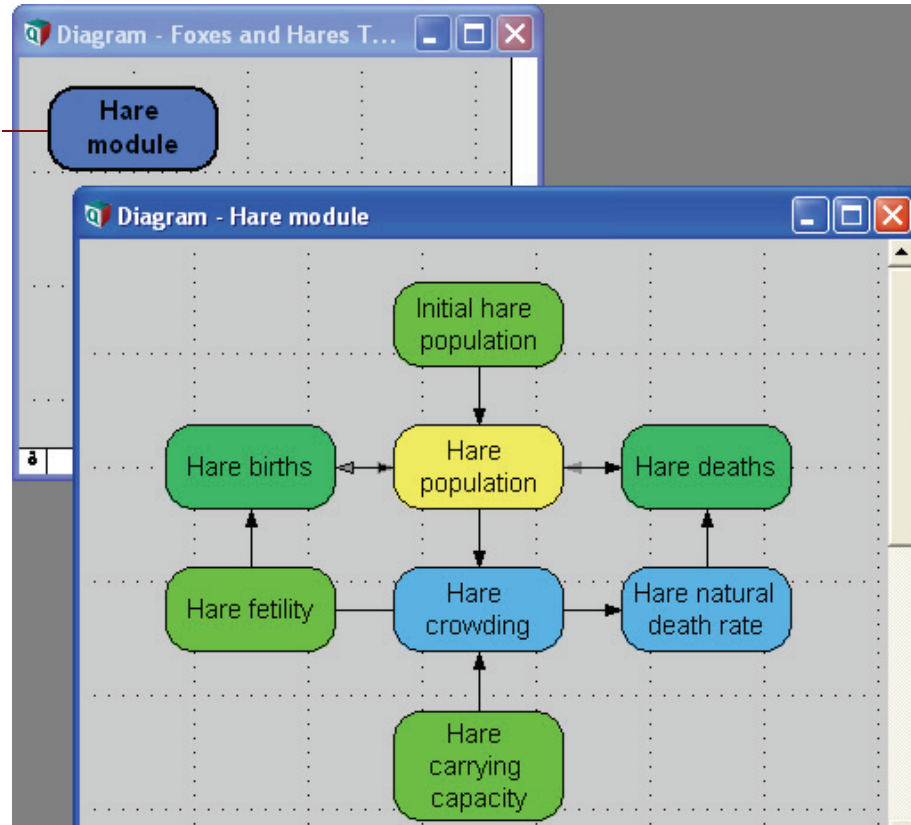 Diagram - Foxes and Hares T...
Hare
module
Diagram - Hare module
Initial hare
population
Hare births
Hare
population
Hare deaths
Hare fetility
Hare
crowding
Hare natural
death rate
Hare
carrying
capacity